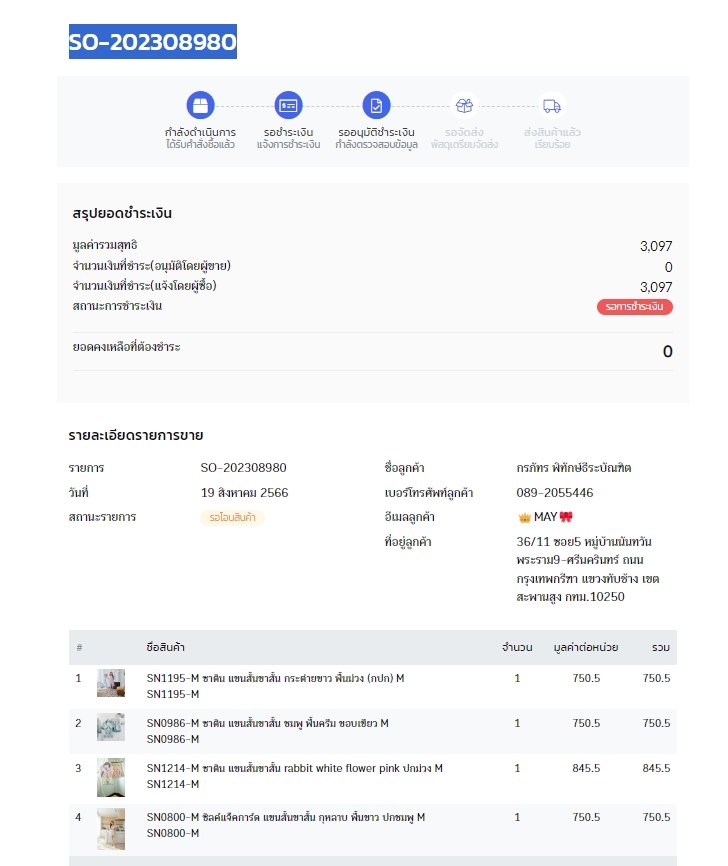 SO-202308980
กำลังดำเนินการ
ได้รับคำสั่งซื้อแล้ว
รอชำระเงิน
แจ้งการชำระเงิน
รออนุมัติชำระเงิน
กำลังตรวจสอบข้อมูล
รอจัดส่ง
พัสดุเตรียมจัดส่ง
ส่งสินค้าแล้ว
เรียบร้อย
สรุปยอดชำระเงิน
มูลค่ารวมสุทธิ 3,097
จำนวนเงินที่ชำระ(อนุมัติโดยผู้ขาย) 0
จำนวนเงินที่ชำระ(แจ้งโดยผู้ซื้อ) 3,097
สถานะการชำระเงิน รอการชำระเงิน
ยอดคงเหลือที่ต้องชำระ 0
รายละเอียดรายการขาย
รายการ SO-202308980
วันที่ 19 สิงหาคม 2566
สถานะรายการ รอโอนสินค้า
ชื่อลูกค้า กรภัทร พิทักษ์ธีระบัณฑิต
เบอร์โทรศัพท์ลูกค้า 089-2055446
อีเมลลูกค้า 👑 MAY🎀
ที่อยู่ลูกค้า 36/11 ซอย5 หมู่บ้านนันทวัน
พระราม9-ศรีนครินทร์ ถนน
กรุงเทพกรีฑา แขวงทับช้าง เขต
สะพานสูง กทม.10250
# ชื่อสินค้า จำนวน มูลค่าต่อหน่วย รวม
1 SN1195-M ซาติน แขนสั้นขาสั้น กระต่ายขาว พื้นม่วง (กปก) M 1 750.5 750.5
SN1195-M
2 SN0986-M ซาติน แขนสั้นขาสั้น ชมพู พื้นครีม ขอบเขียว M 1 750.5 750.5
SN0986-M
3 SN1214-M ซาติน แขนสั้นขาสั้น rabbit white flower pink ปกม่วง M 1 845.5 845.5
SN1214-M
4 SN0800-M ซิลค์แจ็คการ์ด แขนสั้นขาสั้น กุหลาบ พื้นขาว ปกชมพู M 1 750.5 750.5
SN0800-M